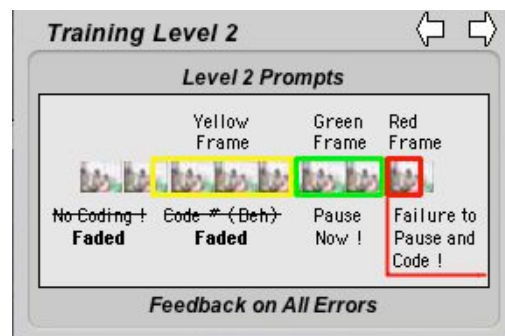 Training Level 2
Level 2 Prompts
Yellow Green Red
Frame Frame Frame
No Coding ! Code # (Beh) Pause Failure to
Faded Faded Now ! Pause and
Code !
Feedback on All Errors